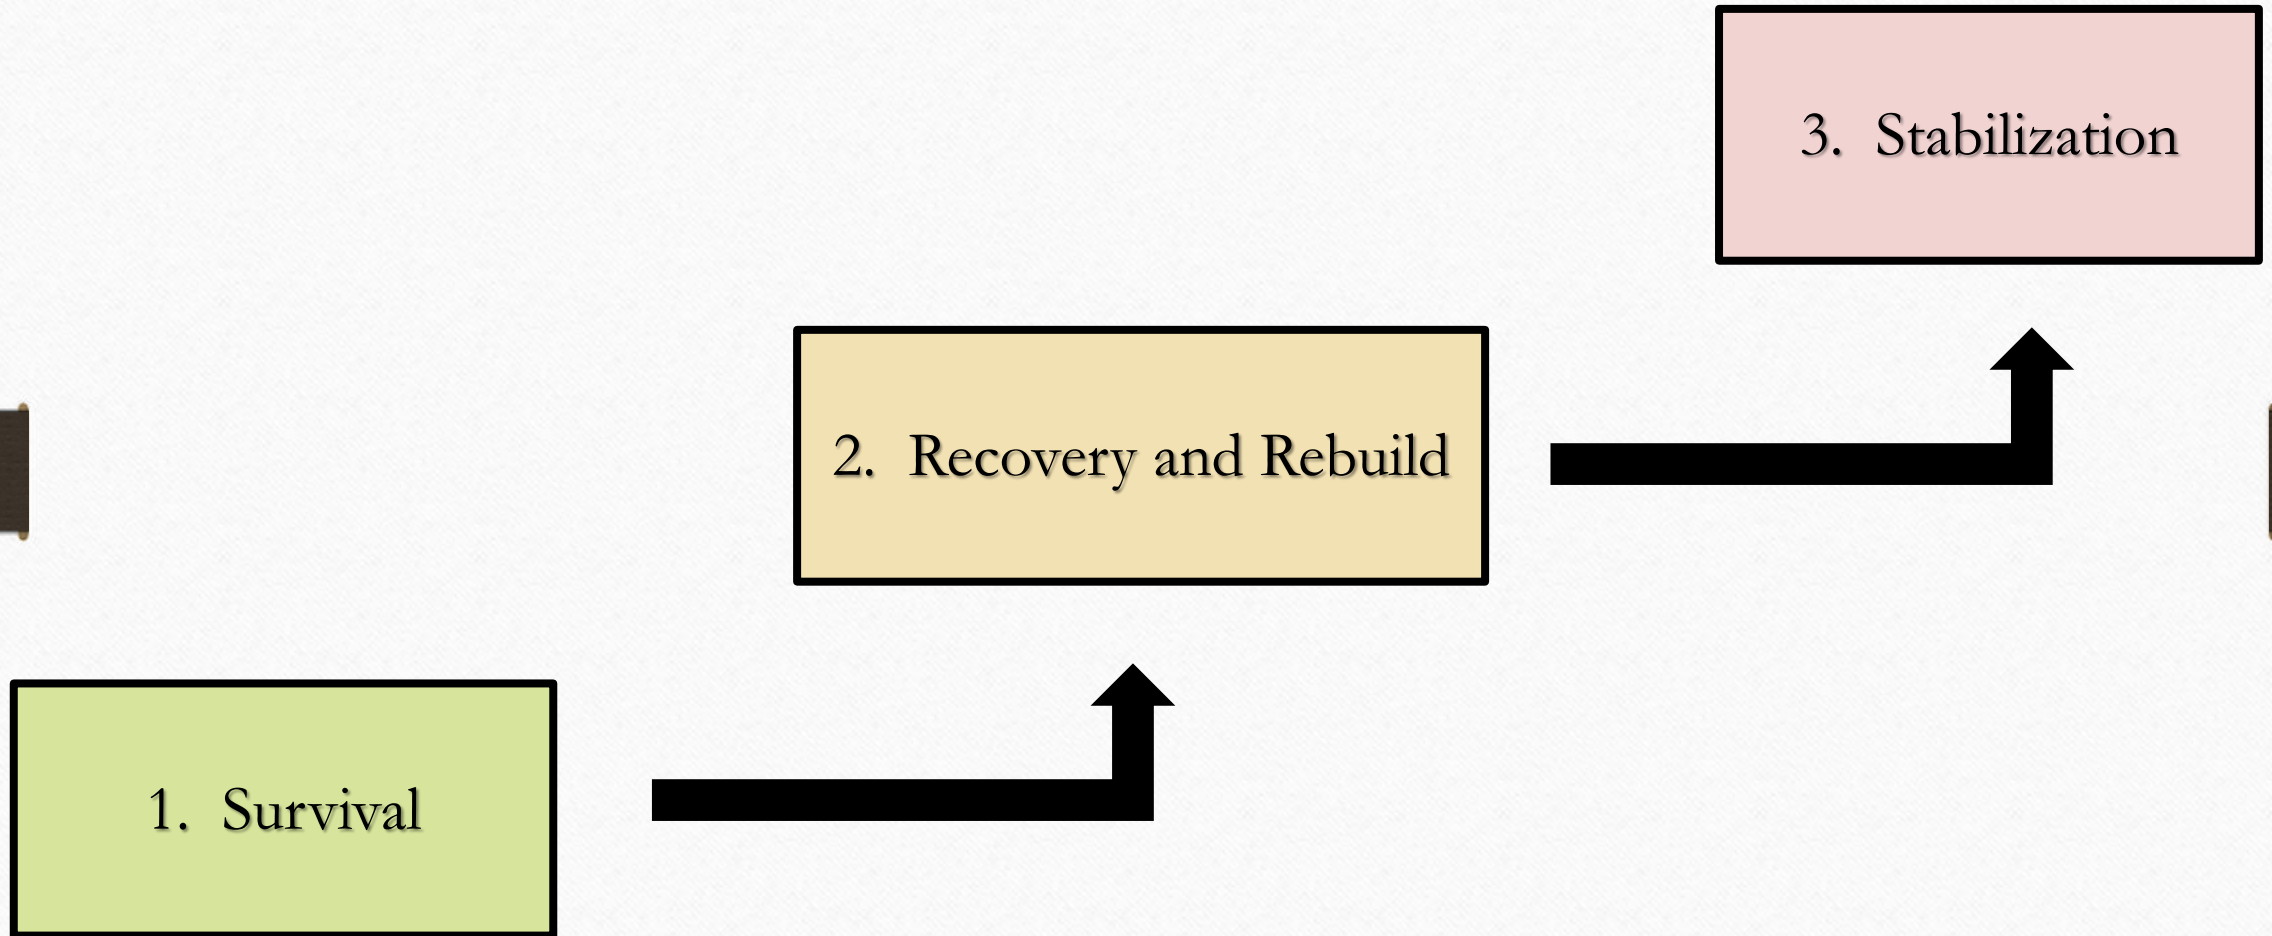 3. Stabilization
2. Recovery and Rebuild
1. Survival